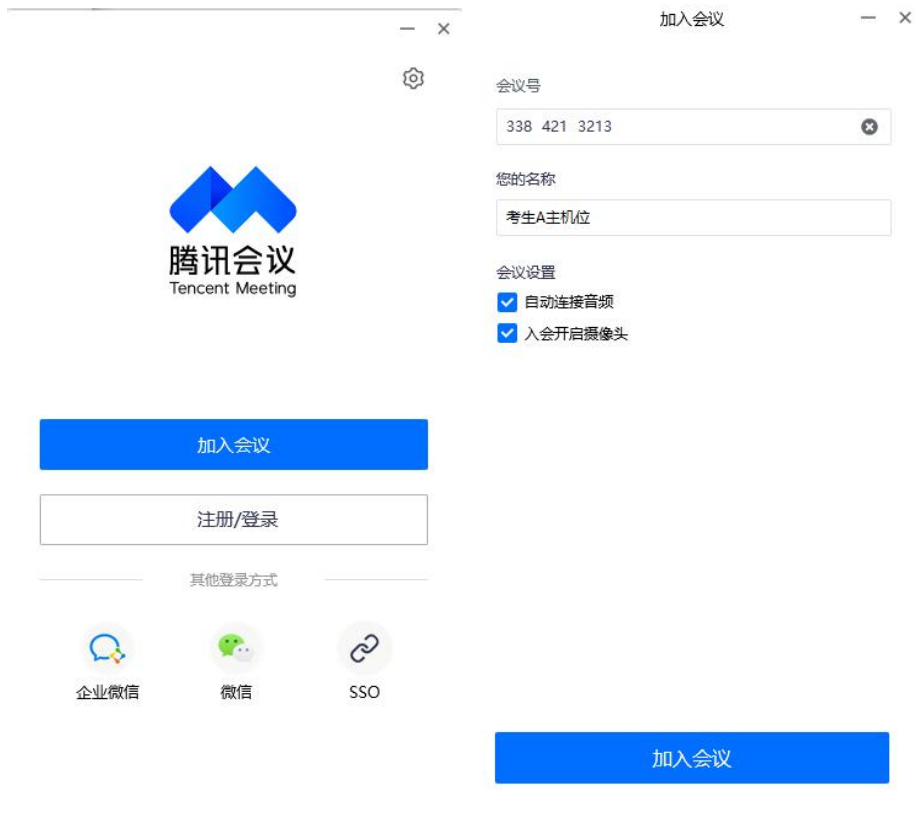 腾讯会议
Tencent Meeting
加入会议
注册/登录
其他登录方式
企业微信
微信
SSO
加入会议
会议号
338 421 3213
您的名称
考生A主机位
会议设置
自动连接音频
入会开启摄像头
加入会议